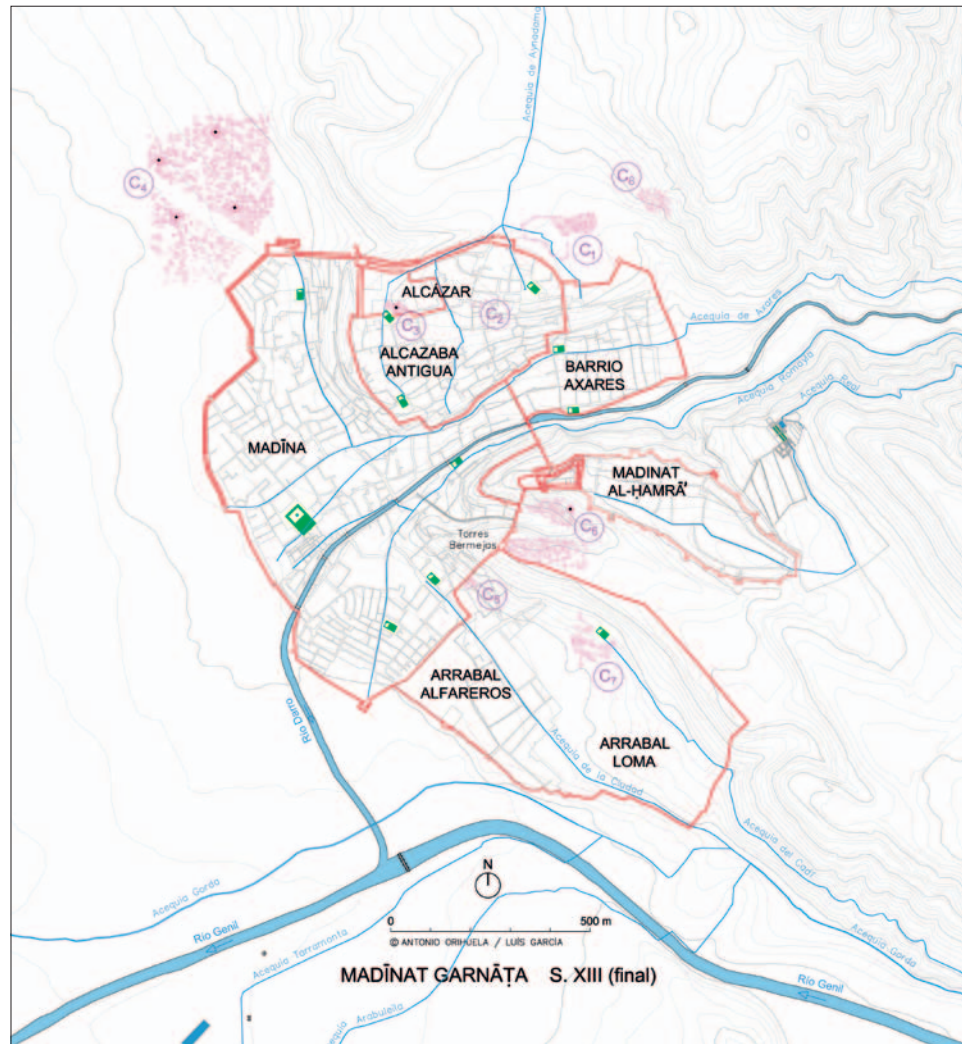 Acequia de Aynadamar
C4
C6
C1
ALCÁZAR
C2
C3
ALCAZABA
ANTIGUA
BARRIO
AXARES
Acequia de Axares
Acequia Romayla
Acequia Real
MADĪNA
MADINAT
AL-ḤAMRĀ'
Torres
Bermejas
C6
C5
C7
ARRABAL
ALFAREROS
ARRABAL
LOMA
Río Darro
Acequia de la Ciudad
Acequia del Cadí
Acequia Gorda
Río Genil
Acequia Tarramonta
Acequia Arabuleila
N
0 500 m
© ANTONIO ORIHUELA / LUÍS GARCÍA
MADĪNAT GARNĀṬA S. XIII (final)
Acequia Gorda
Río Genil